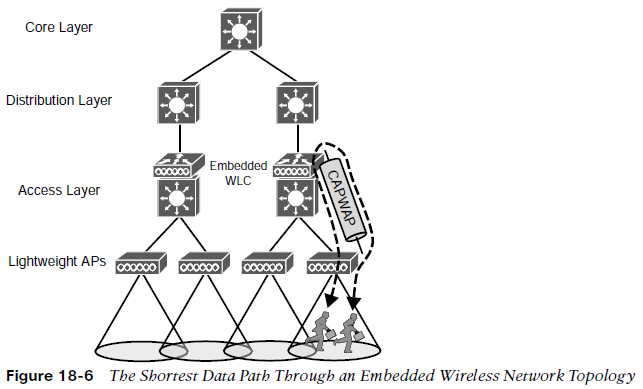 Core Layer
Distribution Layer
Embedded
WLC
Access Layer
CAPWAP
Lightweight APs
Figure 18-6 The Shortest Data Path Through an Embedded Wireless Network Topology